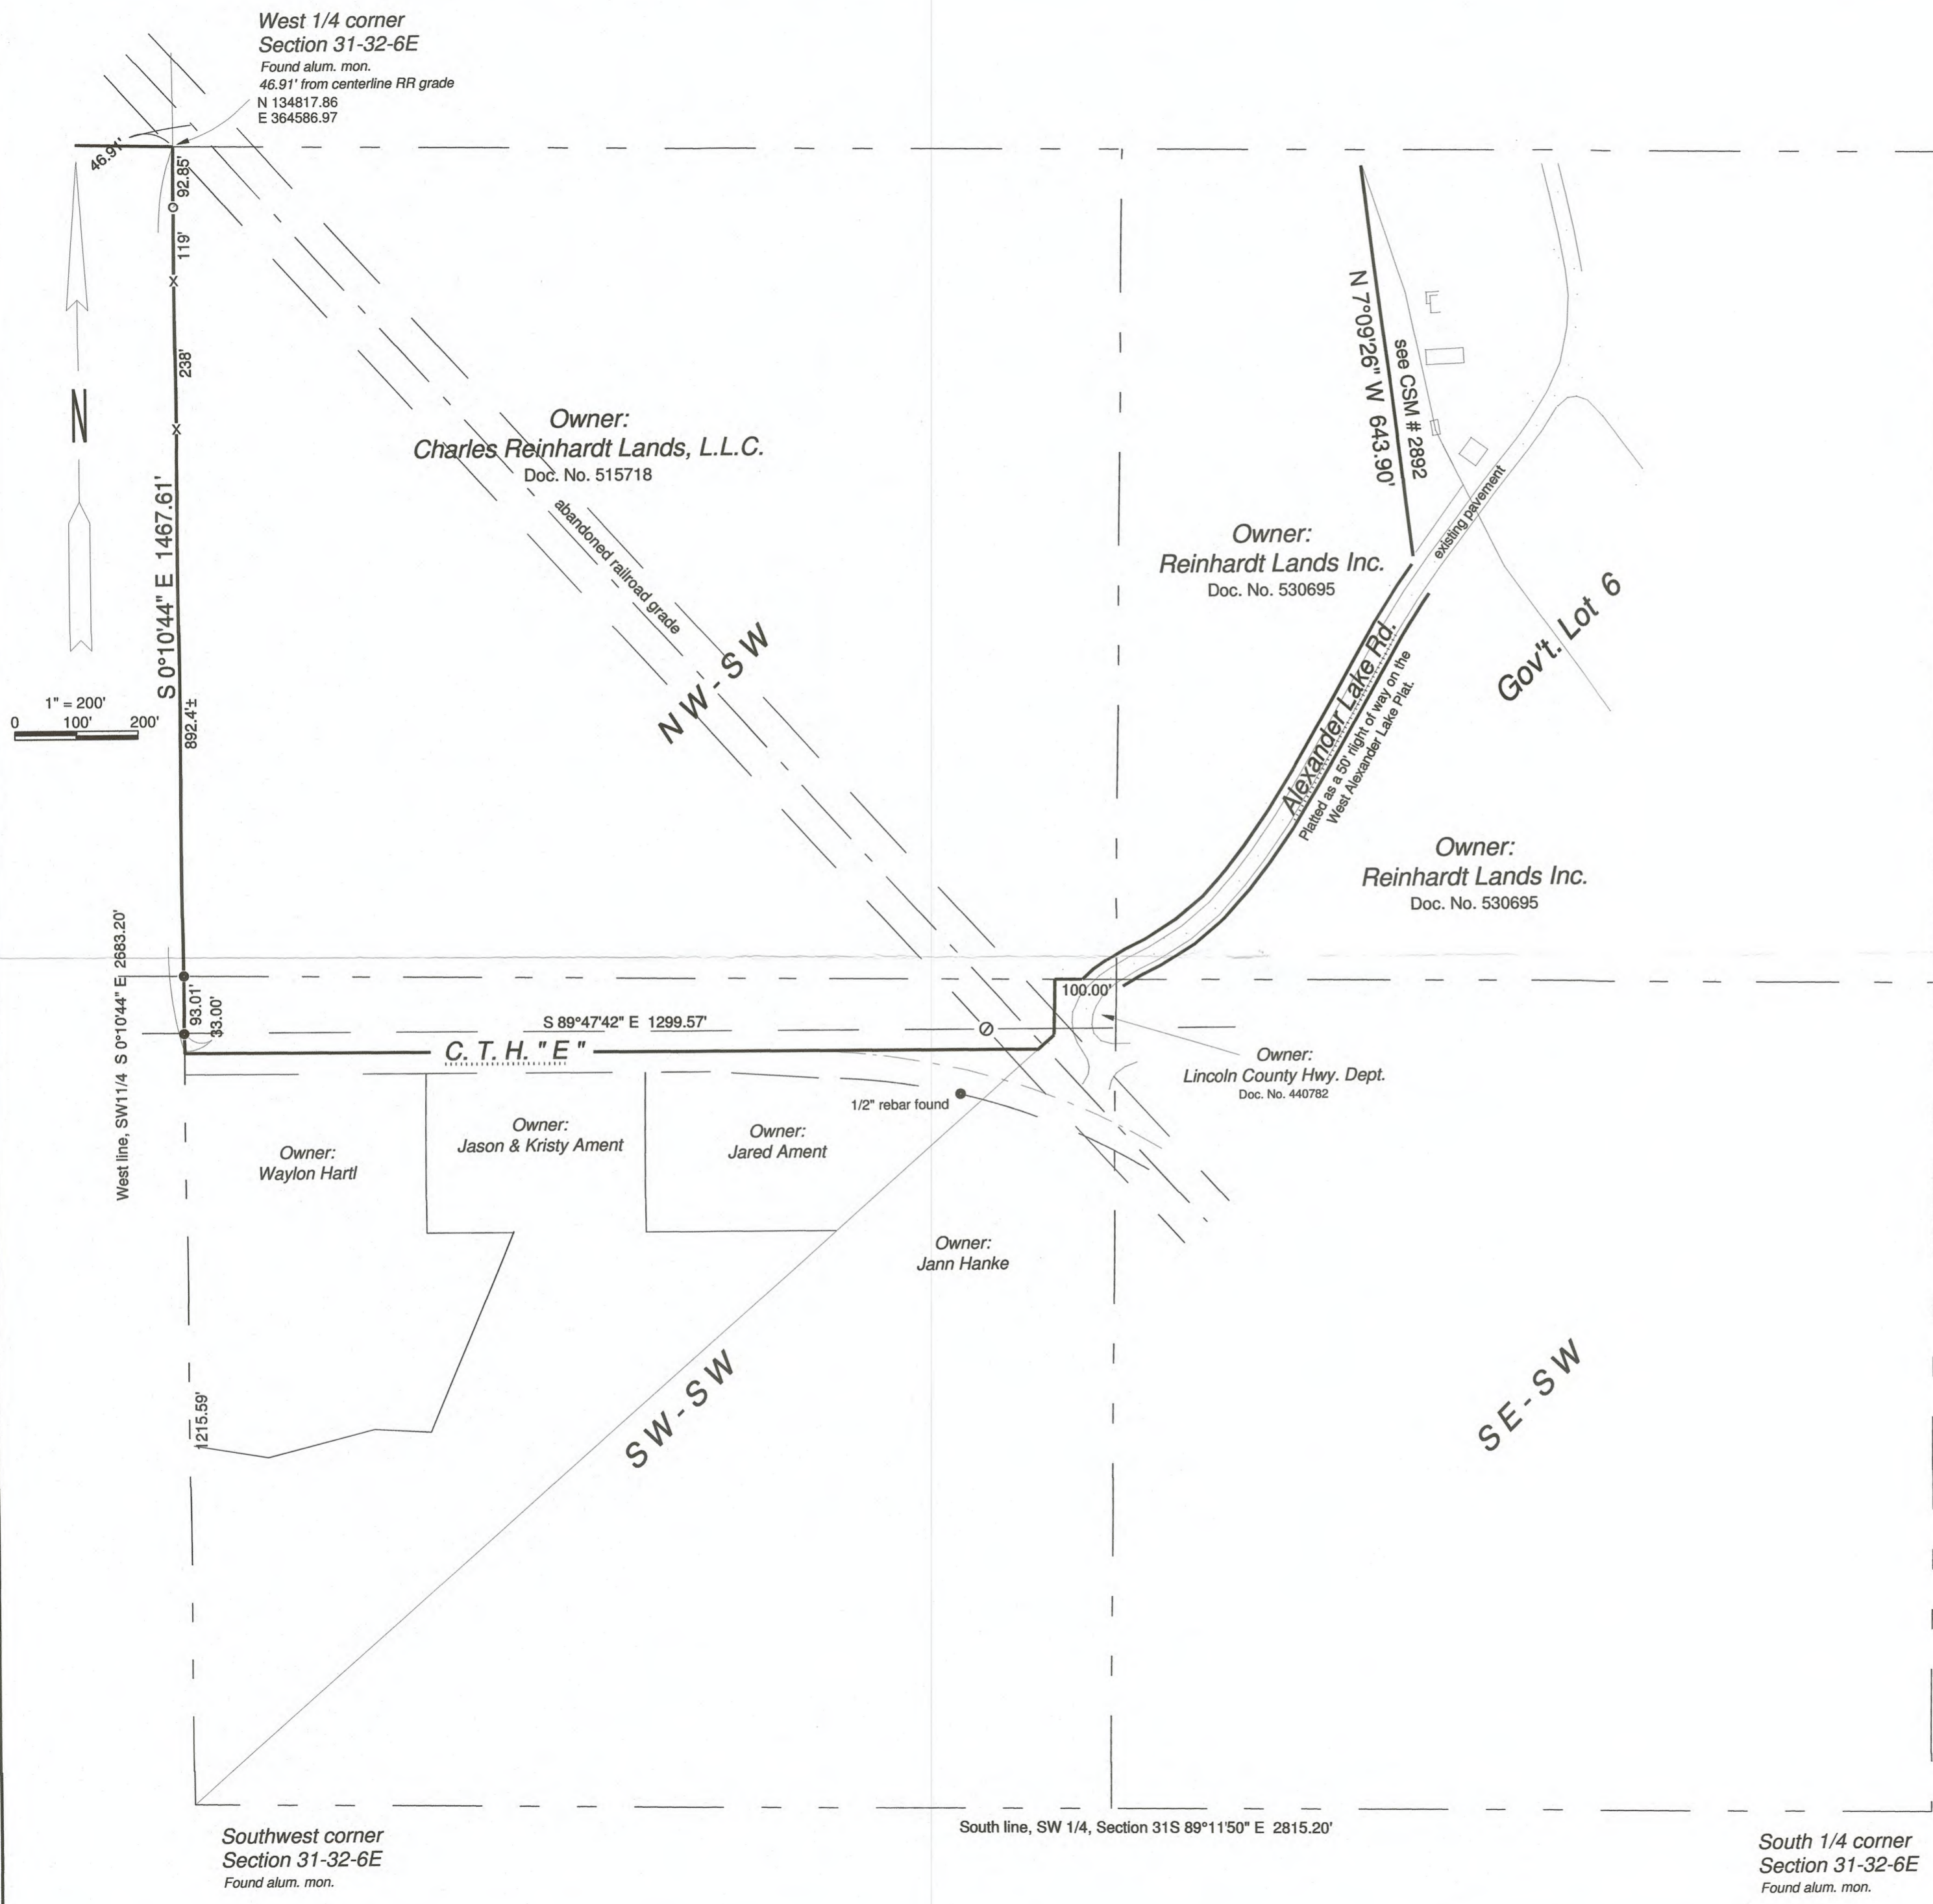 West 1/4 corner
Section 31-32-6E
Found alum. mon.
46.91' from centerline RR grade
N 134817.86
E 364586.97
46.91'
92.85'
119'
238'
S 0°10'44" E 1467.61'
892.4'±
N
1" = 200'
0 100' 200'
Owner:
Charles Reinhardt Lands, L.L.C.
Doc. No. 515718
abandoned railroad grade
NW - SW
N 7°09'26" W 643.90'
see CSM # 2892
existing pavement
Owner:
Reinhardt Lands Inc.
Doc. No. 530695
Gov't. Lot 6
Alexander Lake Rd.
Platted as a 50' riight of way on the
West Alexander Lake Plat.
Owner:
Reinhardt Lands Inc.
Doc. No. 530695
West line, SW11/4 S 0°10'44" E 2683.20'
93.01'
33.00'
S 89°47'42" E 1299.57'
100.00'
C. T. H. "E"
Owner:
Lincoln County Hwy. Dept.
Doc. No. 440782
1/2" rebar found
Owner:
Waylon Hartl
Owner:
Jason & Kristy Ament
Owner:
Jared Ament
Owner:
Jann Hanke
1215.59'
SW - SW
SE - SW
South line, SW 1/4, Section 31S 89°11'50" E 2815.20'
Southwest corner
Section 31-32-6E
Found alum. mon.
South 1/4 corner
Section 31-32-6E
Found alum. mon.